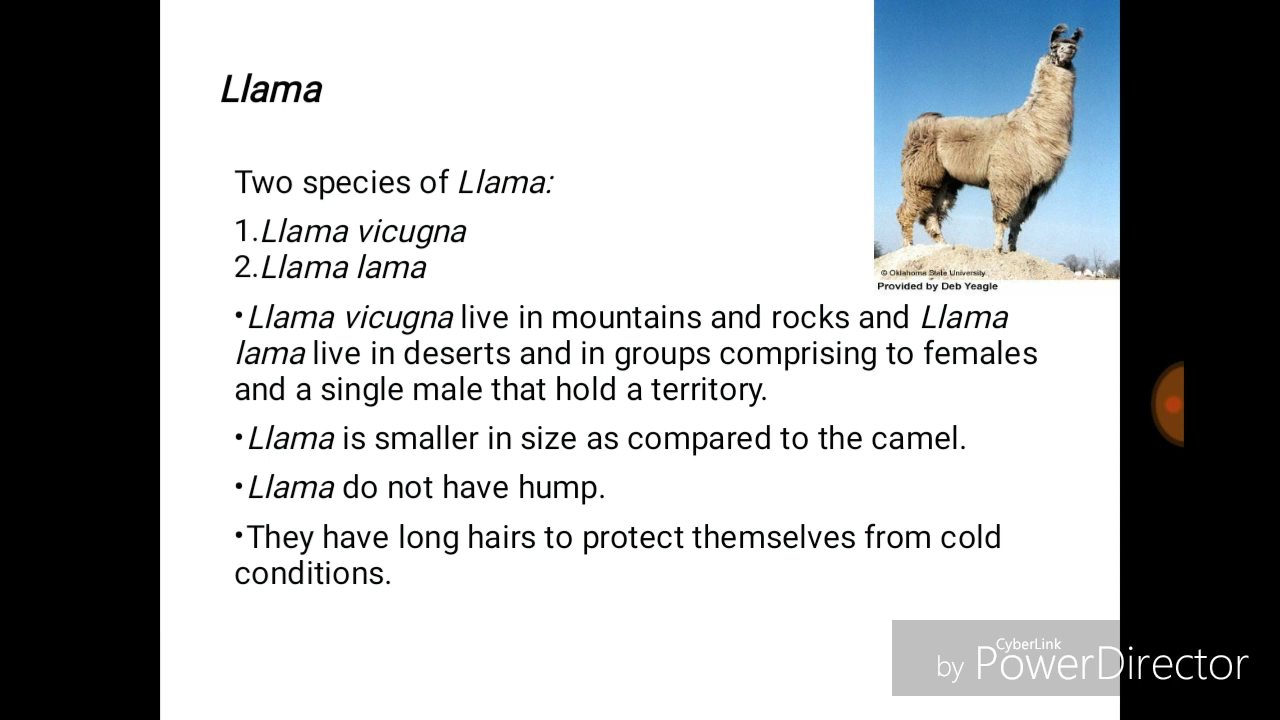 Llama
Two species of Llama:
1.Llama vicugna
2.Llama lama
© Oklahoma State University
Provided by Deb Yeagle
•Llama vicugna live in mountains and rocks and Llama
lama live in deserts and in groups comprising to females
and a single male that hold a territory.
•Llama is smaller in size as compared to the camel.
•Llama do not have hump.
•They have long hairs to protect themselves from cold
conditions.
CyberLink
by PowerDirector